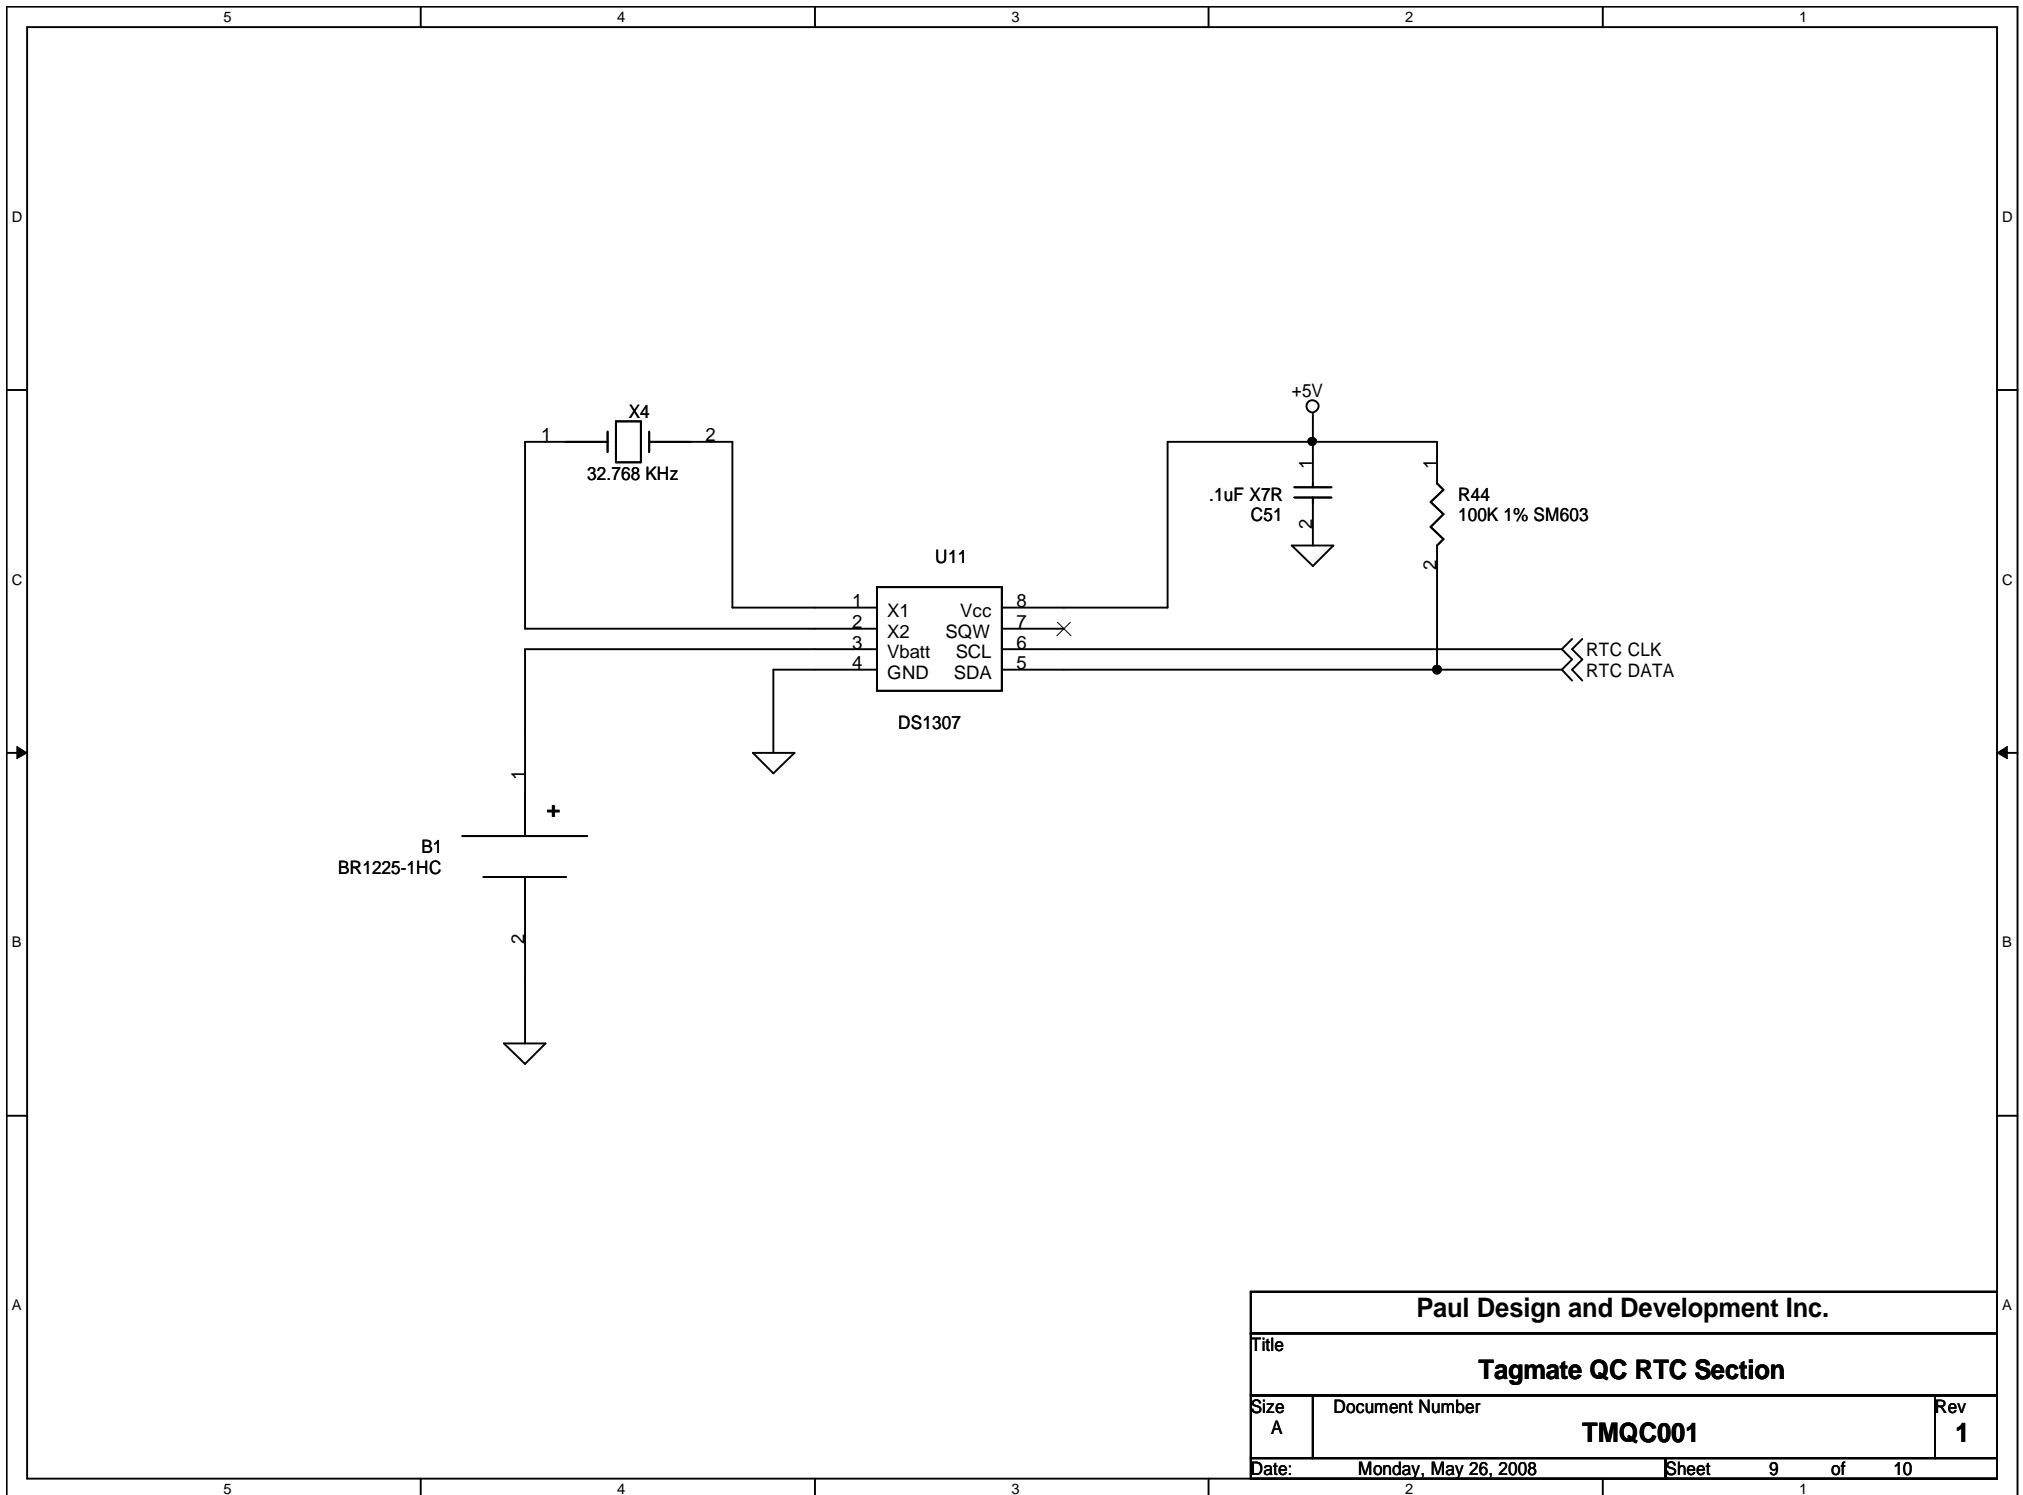 5 4 3 2 1
D D
+5V
X4
1 2
32.768 KHz
1 1
.1uF X7R
C51
R44
100K 1% SM603
2
2
U11
C C
1 X1 Vcc 8
2 X2 SQW 7
3 Vbatt SCL 6
4 GND SDA 5
RTC CLK
RTC DATA
DS1307
1
+
B1
BR1225-1HC
2
B B
A A
Paul Design and Development Inc.
Title
Tagmate QC RTC Section
Size
A
Document Number
TMQC001
Rev
1
Date: Monday, May 26, 2008 Sheet 9 of 10
5 4 3 2 1